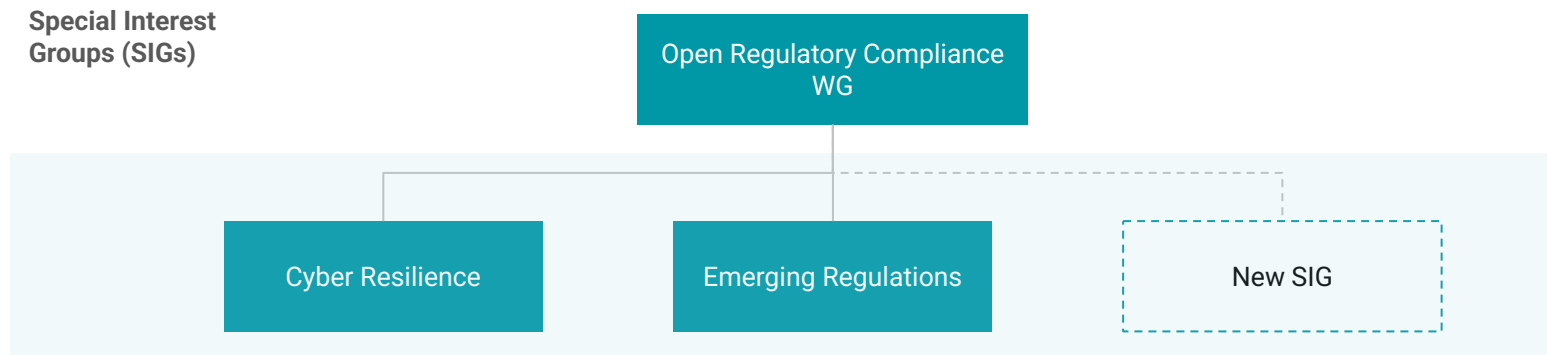 Special Interest
Groups (SIGs)
Open Regulatory Compliance
WG
Cyber Resilience
Emerging Regulations
New SIG